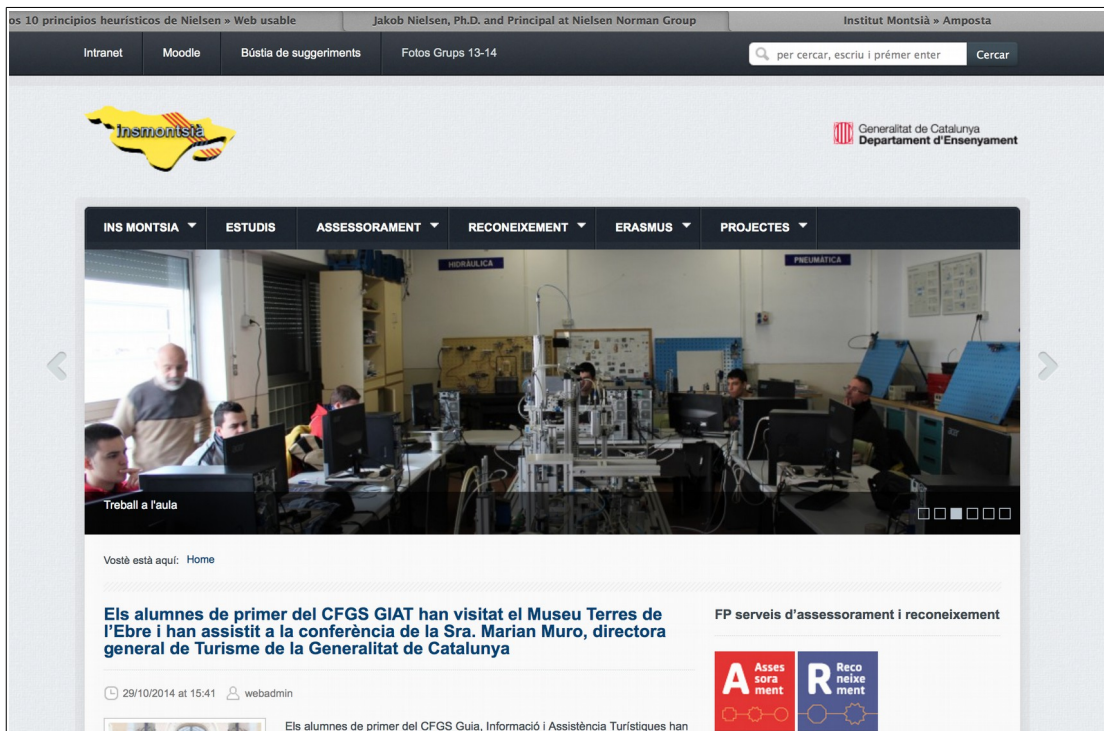 os 10 principios heurísticos de Nielsen » Web usable
Jakob Nielsen, Ph.D. and Principal at Nielsen Norman Group
Institut Montsià » Amposta
Intranet
Moodle
Bústia de suggeriments
Fotos Grups 13-14
per cercar, escriu i prémer enter
Cercar
insmontsià
Generalitat de Catalunya
Departament d'Ensenyament
INS MONTSIA
ESTUDIS
ASSESSORAMENT
RECONEIXEMENT
ERASMUS
PROJECTES
HIDRÀULICA
PNEUMÀTICA
Treball a l'aula
Vostè està aquí: Home
Els alumnes de primer del CFGS GIAT han visitat el Museu Terres de
l'Ebre i han assistit a la conferència de la Sra. Marian Muro, directora
general de Turisme de la Generalitat de Catalunya
29/10/2014 at 15:41
webadmin
Els alumnes de primer del CFGS Guia, Informació i Assistència Turístiques han
FP serveis d'assessorament i reconeixement
A Asses
sora
ment
R Reco
neixe
ment